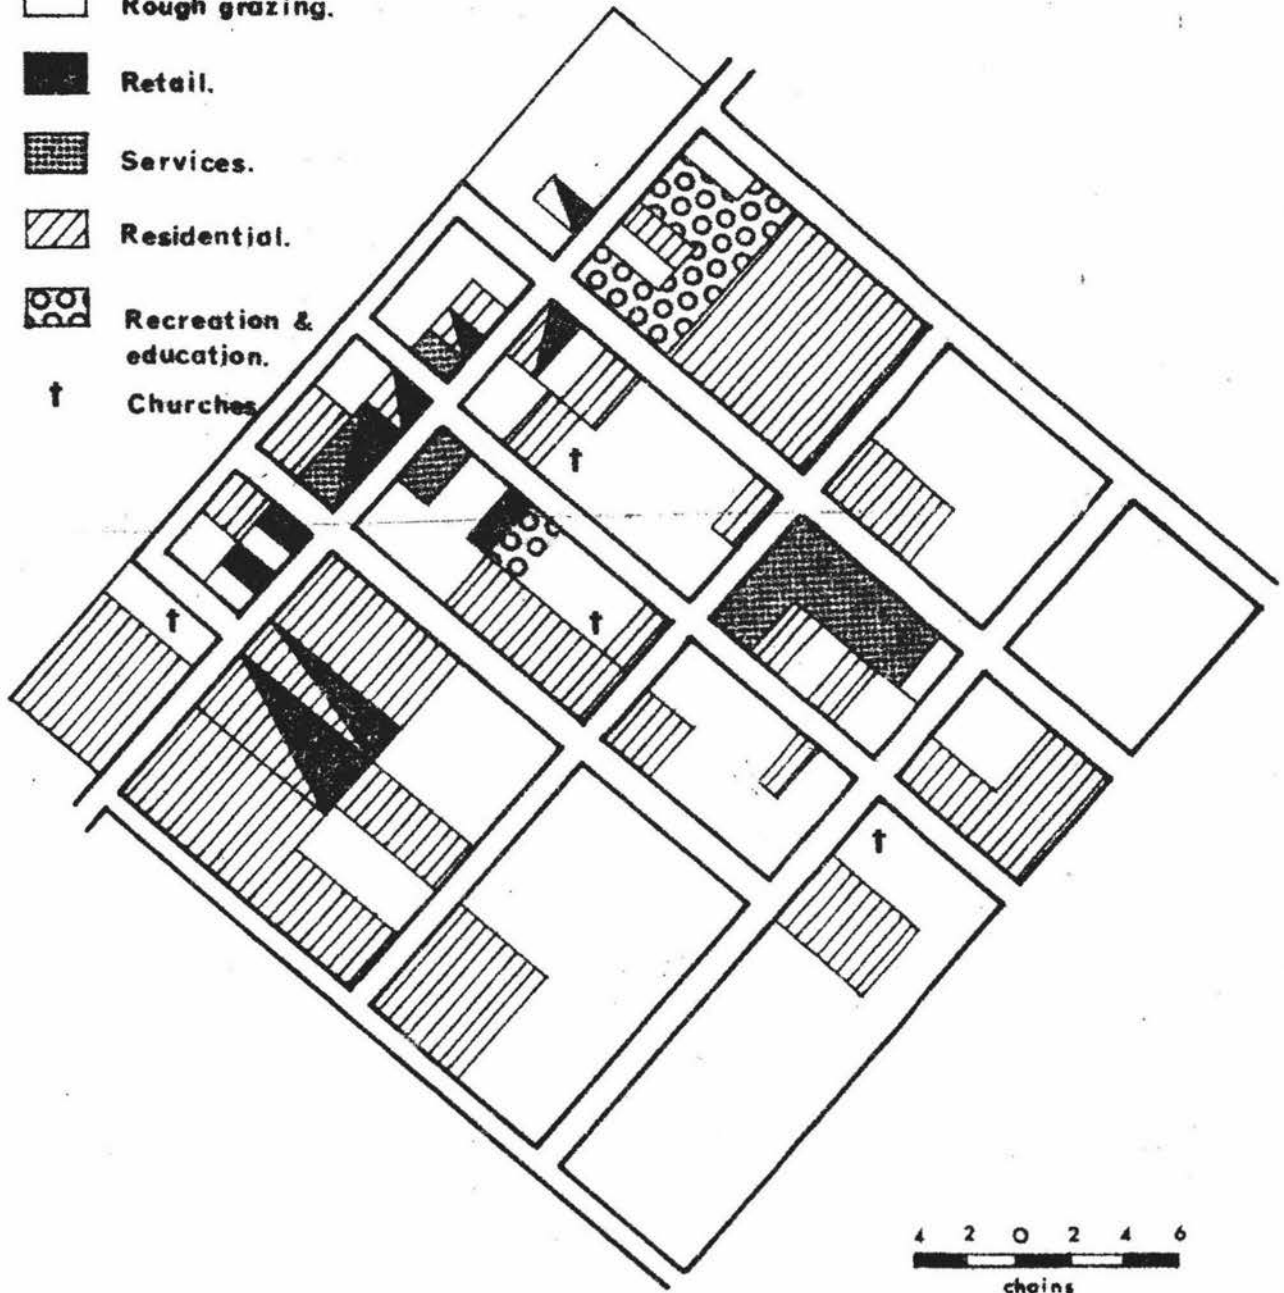 Rough grazing.
Retail.
Services.
Residential.
Recreation &
education.
† Churches.
†
†
†
†
4 2 0 2 4 6
chains